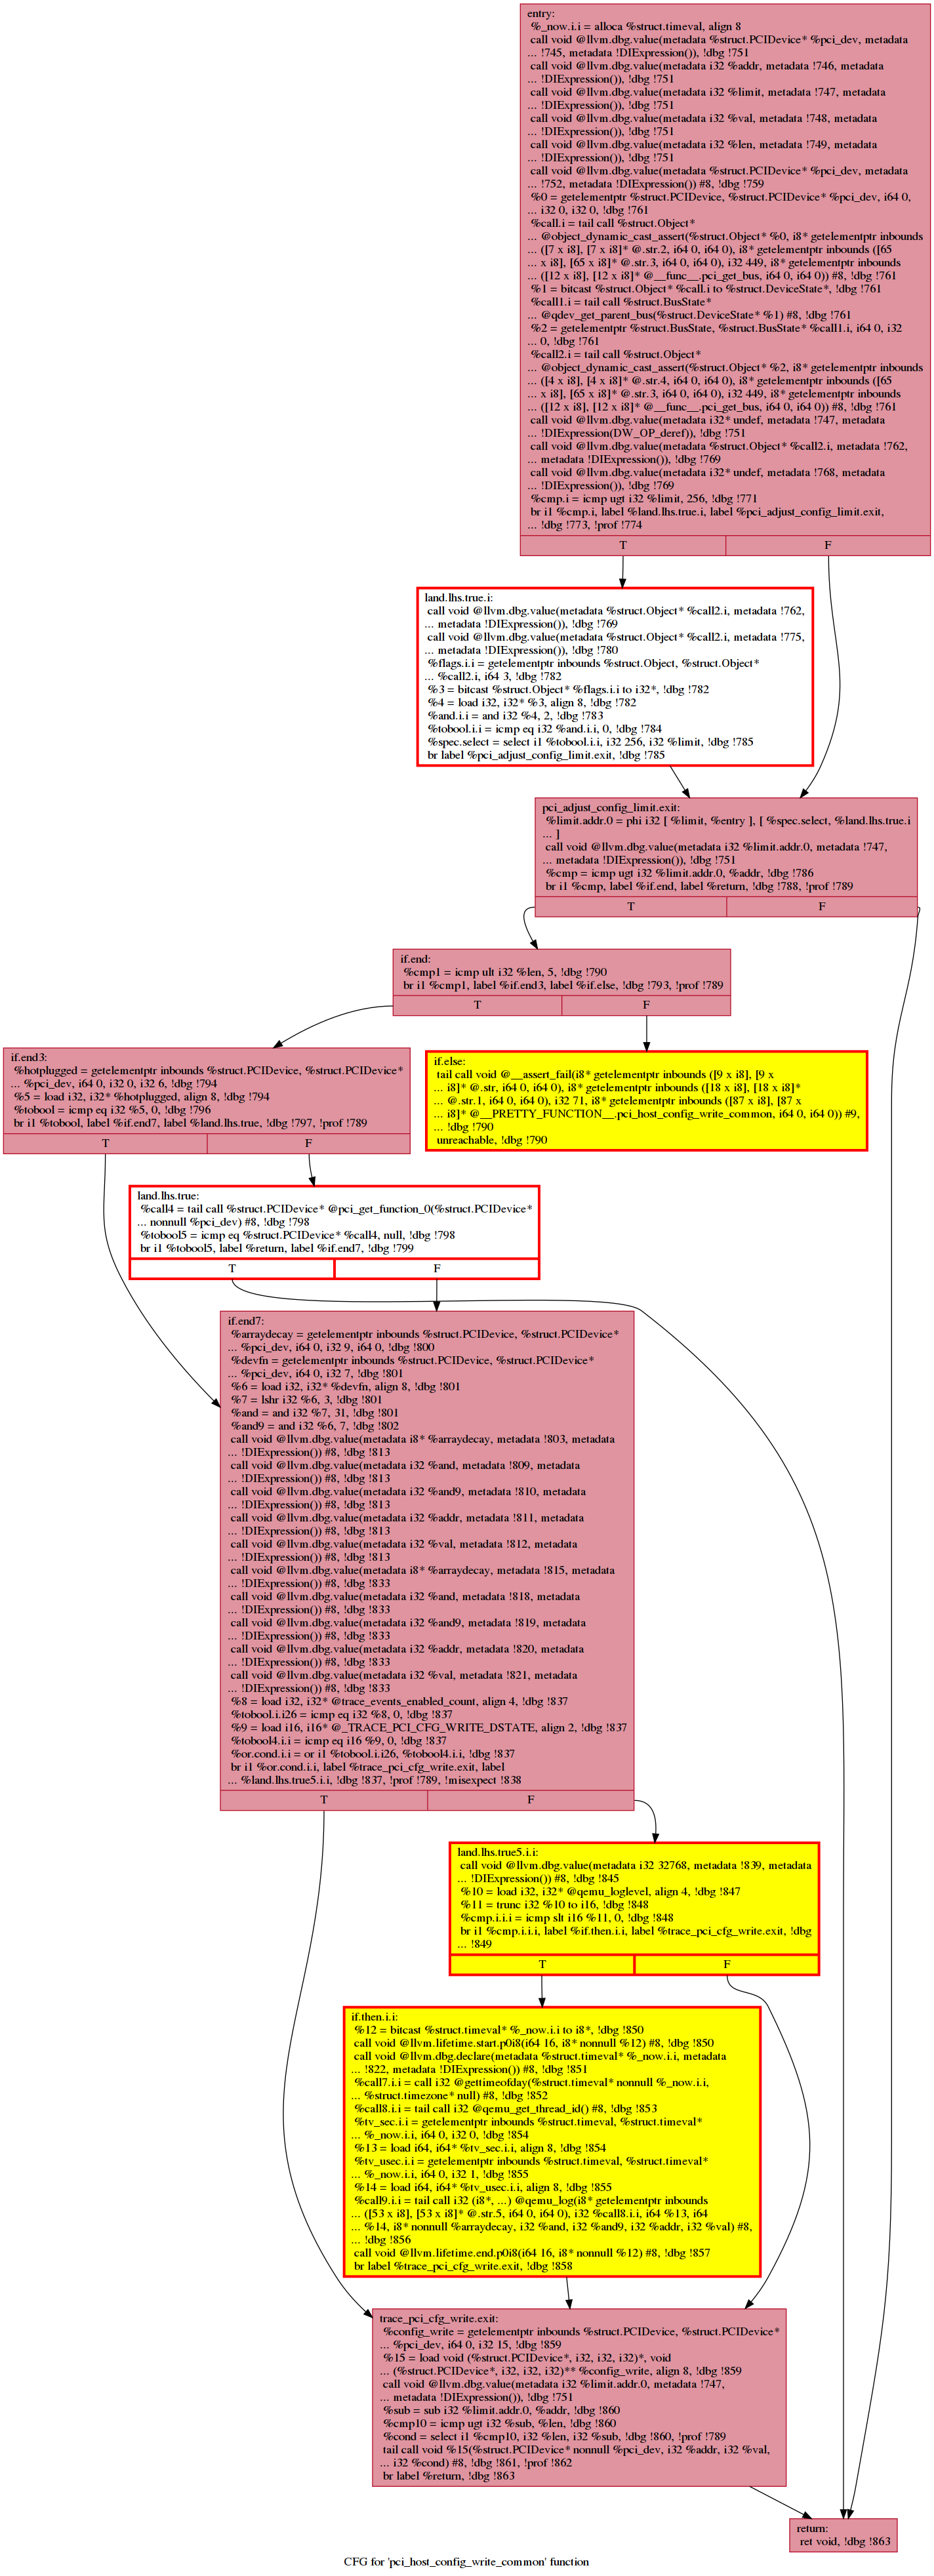 entry:
%_now.i.i = alloca %struct.timeval, align 8
call void @llvm.dbg.value(metadata %struct.PCIDevice* %pci_dev, metadata
... !745, metadata !DIExpression()), !dbg !751
call void @llvm.dbg.value(metadata i32 %addr, metadata !746, metadata
... !DIExpression()), !dbg !751
call void @llvm.dbg.value(metadata i32 %limit, metadata !747, metadata
... !DIExpression()), !dbg !751
call void @llvm.dbg.value(metadata i32 %val, metadata !748, metadata
... !DIExpression()), !dbg !751
call void @llvm.dbg.value(metadata i32 %len, metadata !749, metadata
... !DIExpression()), !dbg !751
call void @llvm.dbg.value(metadata %struct.PCIDevice* %pci_dev, metadata
... !752, metadata !DIExpression()) #8, !dbg !759
%0 = getelementptr %struct.PCIDevice, %struct.PCIDevice* %pci_dev, i64 0,
... i32 0, i32 0, !dbg !761
%call.i = tail call %struct.Object*
... @object_dynamic_cast_assert(%struct.Object* %0, i8* getelementptr inbounds
... ([7 x i8], [7 x i8]* @.str.2, i64 0, i64 0), i8* getelementptr inbounds ([65
... x i8], [65 x i8]* @.str.3, i64 0, i64 0), i32 449, i8* getelementptr inbounds
... ([12 x i8], [12 x i8]* @__func__.pci_get_bus, i64 0, i64 0)) #8, !dbg !761
%1 = bitcast %struct.Object* %call.i to %struct.DeviceState*, !dbg !761
%call1.i = tail call %struct.BusState*
... @qdev_get_parent_bus(%struct.DeviceState* %1) #8, !dbg !761
%2 = getelementptr %struct.BusState, %struct.BusState* %call1.i, i64 0, i32
... 0, !dbg !761
%call2.i = tail call %struct.Object*
... @object_dynamic_cast_assert(%struct.Object* %2, i8* getelementptr inbounds
... ([4 x i8], [4 x i8]* @.str.4, i64 0, i64 0), i8* getelementptr inbounds ([65
... x i8], [65 x i8]* @.str.3, i64 0, i64 0), i32 449, i8* getelementptr inbounds
... ([12 x i8], [12 x i8]* @__func__.pci_get_bus, i64 0, i64 0)) #8, !dbg !761
call void @llvm.dbg.value(metadata i32* undef, metadata !747, metadata
... !DIExpression(DW_OP_deref)), !dbg !751
call void @llvm.dbg.value(metadata %struct.Object* %call2.i, metadata !762,
... metadata !DIExpression()), !dbg !769
call void @llvm.dbg.value(metadata i32* undef, metadata !768, metadata
... !DIExpression()), !dbg !769
%cmp.i = icmp ugt i32 %limit, 256, !dbg !771
br i1 %cmp.i, label %land.lhs.true.i, label %pci_adjust_config_limit.exit,
... !dbg !773, !prof !774
T F
land.lhs.true.i:
call void @llvm.dbg.value(metadata %struct.Object* %call2.i, metadata !762,
... metadata !DIExpression()), !dbg !769
call void @llvm.dbg.value(metadata %struct.Object* %call2.i, metadata !775,
... metadata !DIExpression()), !dbg !780
%flags.i.i = getelementptr inbounds %struct.Object, %struct.Object*
... %call2.i, i64 3, !dbg !782
%3 = bitcast %struct.Object* %flags.i.i to i32*, !dbg !782
%4 = load i32, i32* %3, align 8, !dbg !782
%and.i.i = and i32 %4, 2, !dbg !783
%tobool.i.i = icmp eq i32 %and.i.i, 0, !dbg !784
%spec.select = select i1 %tobool.i.i, i32 256, i32 %limit, !dbg !785
br label %pci_adjust_config_limit.exit, !dbg !785
pci_adjust_config_limit.exit:
%limit.addr.0 = phi i32 [ %limit, %entry ], [ %spec.select, %land.lhs.true.i
... ]
call void @llvm.dbg.value(metadata i32 %limit.addr.0, metadata !747,
... metadata !DIExpression()), !dbg !751
%cmp = icmp ugt i32 %limit.addr.0, %addr, !dbg !786
br i1 %cmp, label %if.end, label %return, !dbg !788, !prof !789
T F
if.end:
%cmp1 = icmp ult i32 %len, 5, !dbg !790
br i1 %cmp1, label %if.end3, label %if.else, !dbg !793, !prof !789
T F
if.end3:
%hotplugged = getelementptr inbounds %struct.PCIDevice, %struct.PCIDevice*
... %pci_dev, i64 0, i32 0, i32 6, !dbg !794
%5 = load i32, i32* %hotplugged, align 8, !dbg !794
%tobool = icmp eq i32 %5, 0, !dbg !796
br i1 %tobool, label %if.end7, label %land.lhs.true, !dbg !797, !prof !789
T F
if.else:
tail call void @__assert_fail(i8* getelementptr inbounds ([9 x i8], [9 x
... i8]* @.str, i64 0, i64 0), i8* getelementptr inbounds ([18 x i8], [18 x i8]*
... @.str.1, i64 0, i64 0), i32 71, i8* getelementptr inbounds ([87 x i8], [87 x
... i8]* @__PRETTY_FUNCTION__.pci_host_config_write_common, i64 0, i64 0)) #9,
... !dbg !790
unreachable, !dbg !790
land.lhs.true:
%call4 = tail call %struct.PCIDevice* @pci_get_function_0(%struct.PCIDevice*
... nonnull %pci_dev) #8, !dbg !798
%tobool5 = icmp eq %struct.PCIDevice* %call4, null, !dbg !798
br i1 %tobool5, label %return, label %if.end7, !dbg !799
T F
if.end7:
%arraydecay = getelementptr inbounds %struct.PCIDevice, %struct.PCIDevice*
... %pci_dev, i64 0, i32 9, i64 0, !dbg !800
%devfn = getelementptr inbounds %struct.PCIDevice, %struct.PCIDevice*
... %pci_dev, i64 0, i32 7, !dbg !801
%6 = load i32, i32* %devfn, align 8, !dbg !801
%7 = lshr i32 %6, 3, !dbg !801
%and = and i32 %7, 31, !dbg !801
%and9 = and i32 %6, 7, !dbg !802
call void @llvm.dbg.value(metadata i8* %arraydecay, metadata !803, metadata
... !DIExpression()) #8, !dbg !813
call void @llvm.dbg.value(metadata i32 %and, metadata !809, metadata
... !DIExpression()) #8, !dbg !813
call void @llvm.dbg.value(metadata i32 %and9, metadata !810, metadata
... !DIExpression()) #8, !dbg !813
call void @llvm.dbg.value(metadata i32 %addr, metadata !811, metadata
... !DIExpression()) #8, !dbg !813
call void @llvm.dbg.value(metadata i32 %val, metadata !812, metadata
... !DIExpression()) #8, !dbg !813
call void @llvm.dbg.value(metadata i8* %arraydecay, metadata !815, metadata
... !DIExpression()) #8, !dbg !833
call void @llvm.dbg.value(metadata i32 %and, metadata !818, metadata
... !DIExpression()) #8, !dbg !833
call void @llvm.dbg.value(metadata i32 %and9, metadata !819, metadata
... !DIExpression()) #8, !dbg !833
call void @llvm.dbg.value(metadata i32 %addr, metadata !820, metadata
... !DIExpression()) #8, !dbg !833
call void @llvm.dbg.value(metadata i32 %val, metadata !821, metadata
... !DIExpression()) #8, !dbg !833
%8 = load i32, i32* @trace_events_enabled_count, align 4, !dbg !837
%tobool.i.i26 = icmp eq i32 %8, 0, !dbg !837
%9 = load i16, i16* @_TRACE_PCI_CFG_WRITE_DSTATE, align 2, !dbg !837
%tobool4.i.i = icmp eq i16 %9, 0, !dbg !837
%or.cond.i.i = or i1 %tobool.i.i26, %tobool4.i.i, !dbg !837
br i1 %or.cond.i.i, label %trace_pci_cfg_write.exit, label
... %land.lhs.true5.i.i, !dbg !837, !prof !789, !misexpect !838
T F
land.lhs.true5.i.i:
call void @llvm.dbg.value(metadata i32 32768, metadata !839, metadata
... !DIExpression()) #8, !dbg !845
%10 = load i32, i32* @qemu_loglevel, align 4, !dbg !847
%11 = trunc i32 %10 to i16, !dbg !848
%cmp.i.i.i = icmp slt i16 %11, 0, !dbg !848
br i1 %cmp.i.i.i, label %if.then.i.i, label %trace_pci_cfg_write.exit, !dbg
... !849
T F
if.then.i.i:
%12 = bitcast %struct.timeval* %_now.i.i to i8*, !dbg !850
call void @llvm.lifetime.start.p0i8(i64 16, i8* nonnull %12) #8, !dbg !850
call void @llvm.dbg.declare(metadata %struct.timeval* %_now.i.i, metadata
... !822, metadata !DIExpression()) #8, !dbg !851
%call7.i.i = call i32 @gettimeofday(%struct.timeval* nonnull %_now.i.i,
... %struct.timezone* null) #8, !dbg !852
%call8.i.i = tail call i32 @qemu_get_thread_id() #8, !dbg !853
%tv_sec.i.i = getelementptr inbounds %struct.timeval, %struct.timeval*
... %_now.i.i, i64 0, i32 0, !dbg !854
%13 = load i64, i64* %tv_sec.i.i, align 8, !dbg !854
%tv_usec.i.i = getelementptr inbounds %struct.timeval, %struct.timeval*
... %_now.i.i, i64 0, i32 1, !dbg !855
%14 = load i64, i64* %tv_usec.i.i, align 8, !dbg !855
%call9.i.i = tail call i32 (i8*, ...) @qemu_log(i8* getelementptr inbounds
... ([53 x i8], [53 x i8]* @.str.5, i64 0, i64 0), i32 %call8.i.i, i64 %13, i64
... %14, i8* nonnull %arraydecay, i32 %and, i32 %and9, i32 %addr, i32 %val) #8,
... !dbg !856
call void @llvm.lifetime.end.p0i8(i64 16, i8* nonnull %12) #8, !dbg !857
br label %trace_pci_cfg_write.exit, !dbg !858
trace_pci_cfg_write.exit:
%config_write = getelementptr inbounds %struct.PCIDevice, %struct.PCIDevice*
... %pci_dev, i64 0, i32 15, !dbg !859
%15 = load void (%struct.PCIDevice*, i32, i32, i32)*, void
... (%struct.PCIDevice*, i32, i32, i32)** %config_write, align 8, !dbg !859
call void @llvm.dbg.value(metadata i32 %limit.addr.0, metadata !747,
... metadata !DIExpression()), !dbg !751
%sub = sub i32 %limit.addr.0, %addr, !dbg !860
%cmp10 = icmp ugt i32 %sub, %len, !dbg !860
%cond = select i1 %cmp10, i32 %len, i32 %sub, !dbg !860, !prof !789
tail call void %15(%struct.PCIDevice* nonnull %pci_dev, i32 %addr, i32 %val,
... i32 %cond) #8, !dbg !861, !prof !862
br label %return, !dbg !863
return:
ret void, !dbg !863
CFG for 'pci_host_config_write_common' function